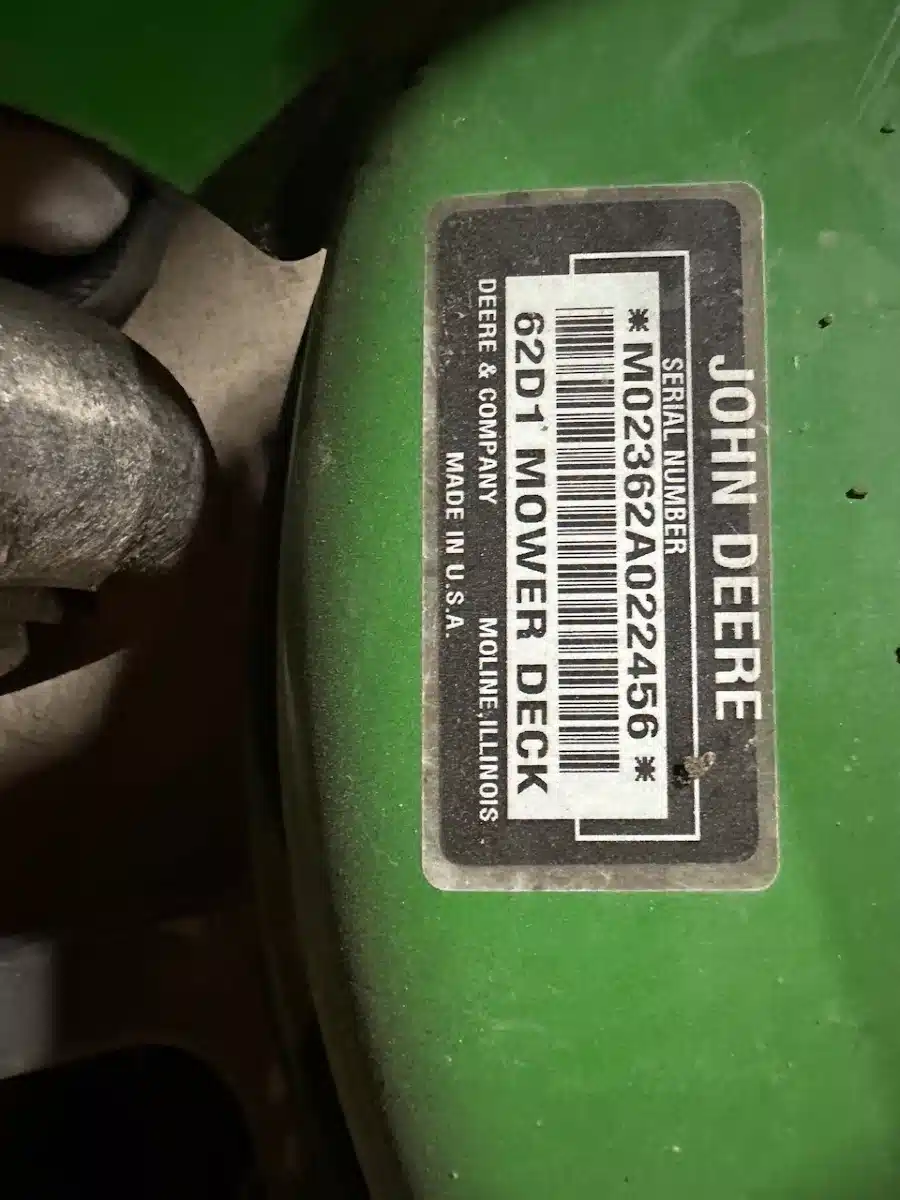 JOHN DEERE
SERIAL NUMBER
* M02362A022456 *
62D1 MOWER DECK
DEERE & COMPANY MOLINE, ILLINOIS
MADE IN U.S.A.